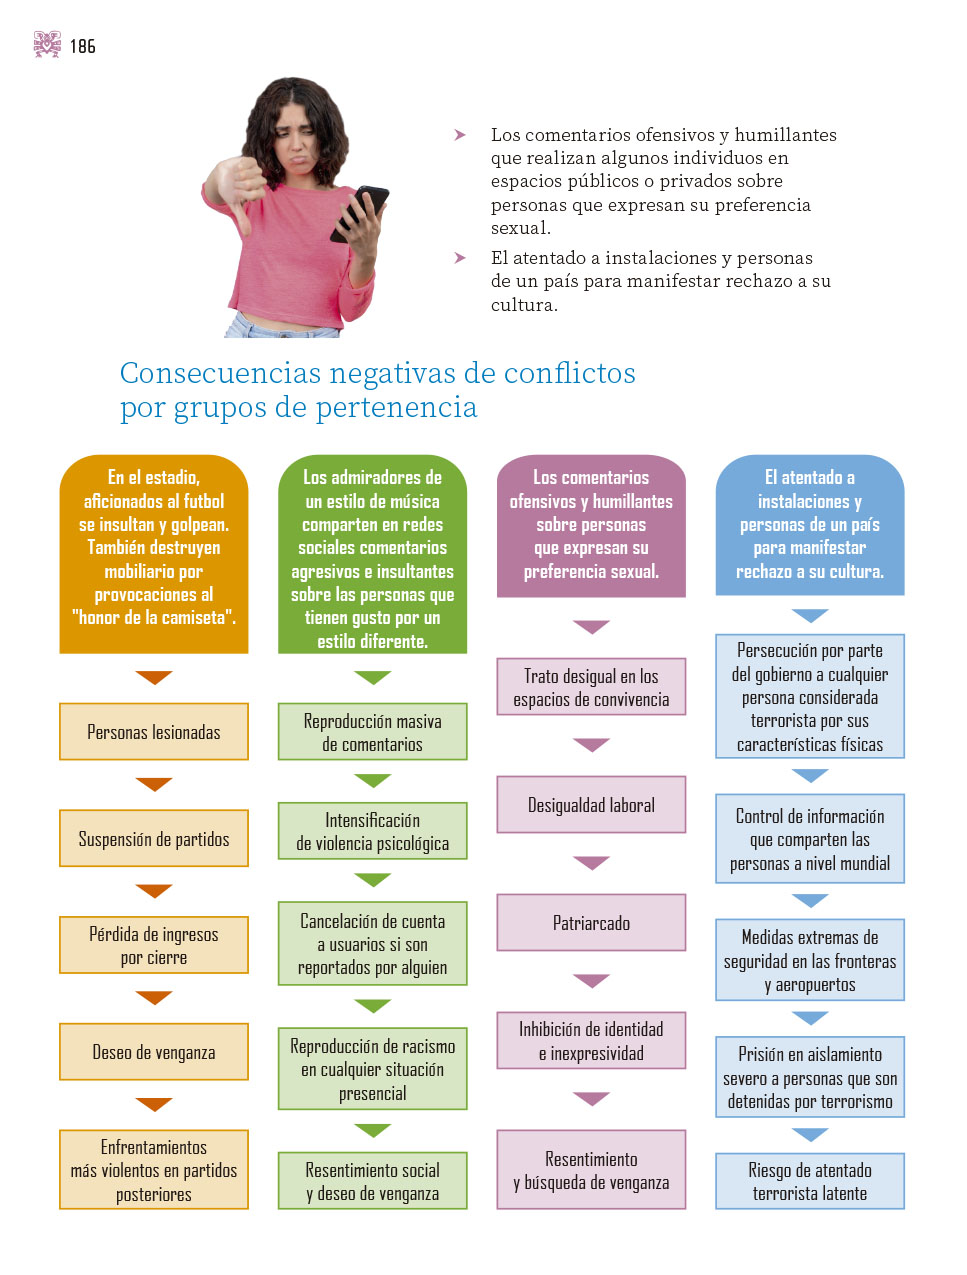 186
Los comentarios ofensivos y humillantes
que realizan algunos individuos en
espacios públicos o privados sobre
personas que expresan su preferencia
sexual.
El atentado a instalaciones y personas
de un país para manifestar rechazo a su
cultura.
Consecuencias negativas de conflictos
por grupos de pertenencia
En el estadio,
aficionados al futbol
se insultan y golpean.
También destruyen
mobiliario por
provocaciones al
"honor de la camiseta".
Personas lesionadas
Suspensión de partidos
Pérdida de ingresos
por cierre
Deseo de venganza
Enfrentamientos
más violentos en partidos
posteriores
Los admiradores de
un estilo de música
comparten en redes
sociales comentarios
agresivos e insultantes
sobre las personas que
tienen gusto por un
estilo diferente.
Reproducción masiva
de comentarios
Intensificación
de violencia psicológica
Cancelación de cuenta
a usuarios si son
reportados por alguien
Reproducción de racismo
en cualquier situación
presencial
Resentimiento social
y deseo de venganza
Los comentarios
ofensivos y humillantes
sobre personas
que expresan su
preferencia sexual.
Trato desigual en los
espacios de convivencia
Desigualdad laboral
Patriarcado
Inhibición de identidad
e inexpresividad
Resentimiento
y búsqueda de venganza
El atentado a
instalaciones y
personas de un país
para manifestar
rechazo a su cultura.
Persecución por parte
del gobierno a cualquier
persona considerada
terrorista por sus
características físicas
Control de información
que comparten las
personas a nivel mundial
Medidas extremas de
seguridad en las fronteras
y aeropuertos
Prisión en aislamiento
severo a personas que son
detenidas por terrorismo
Riesgo de atentado
terrorista latente